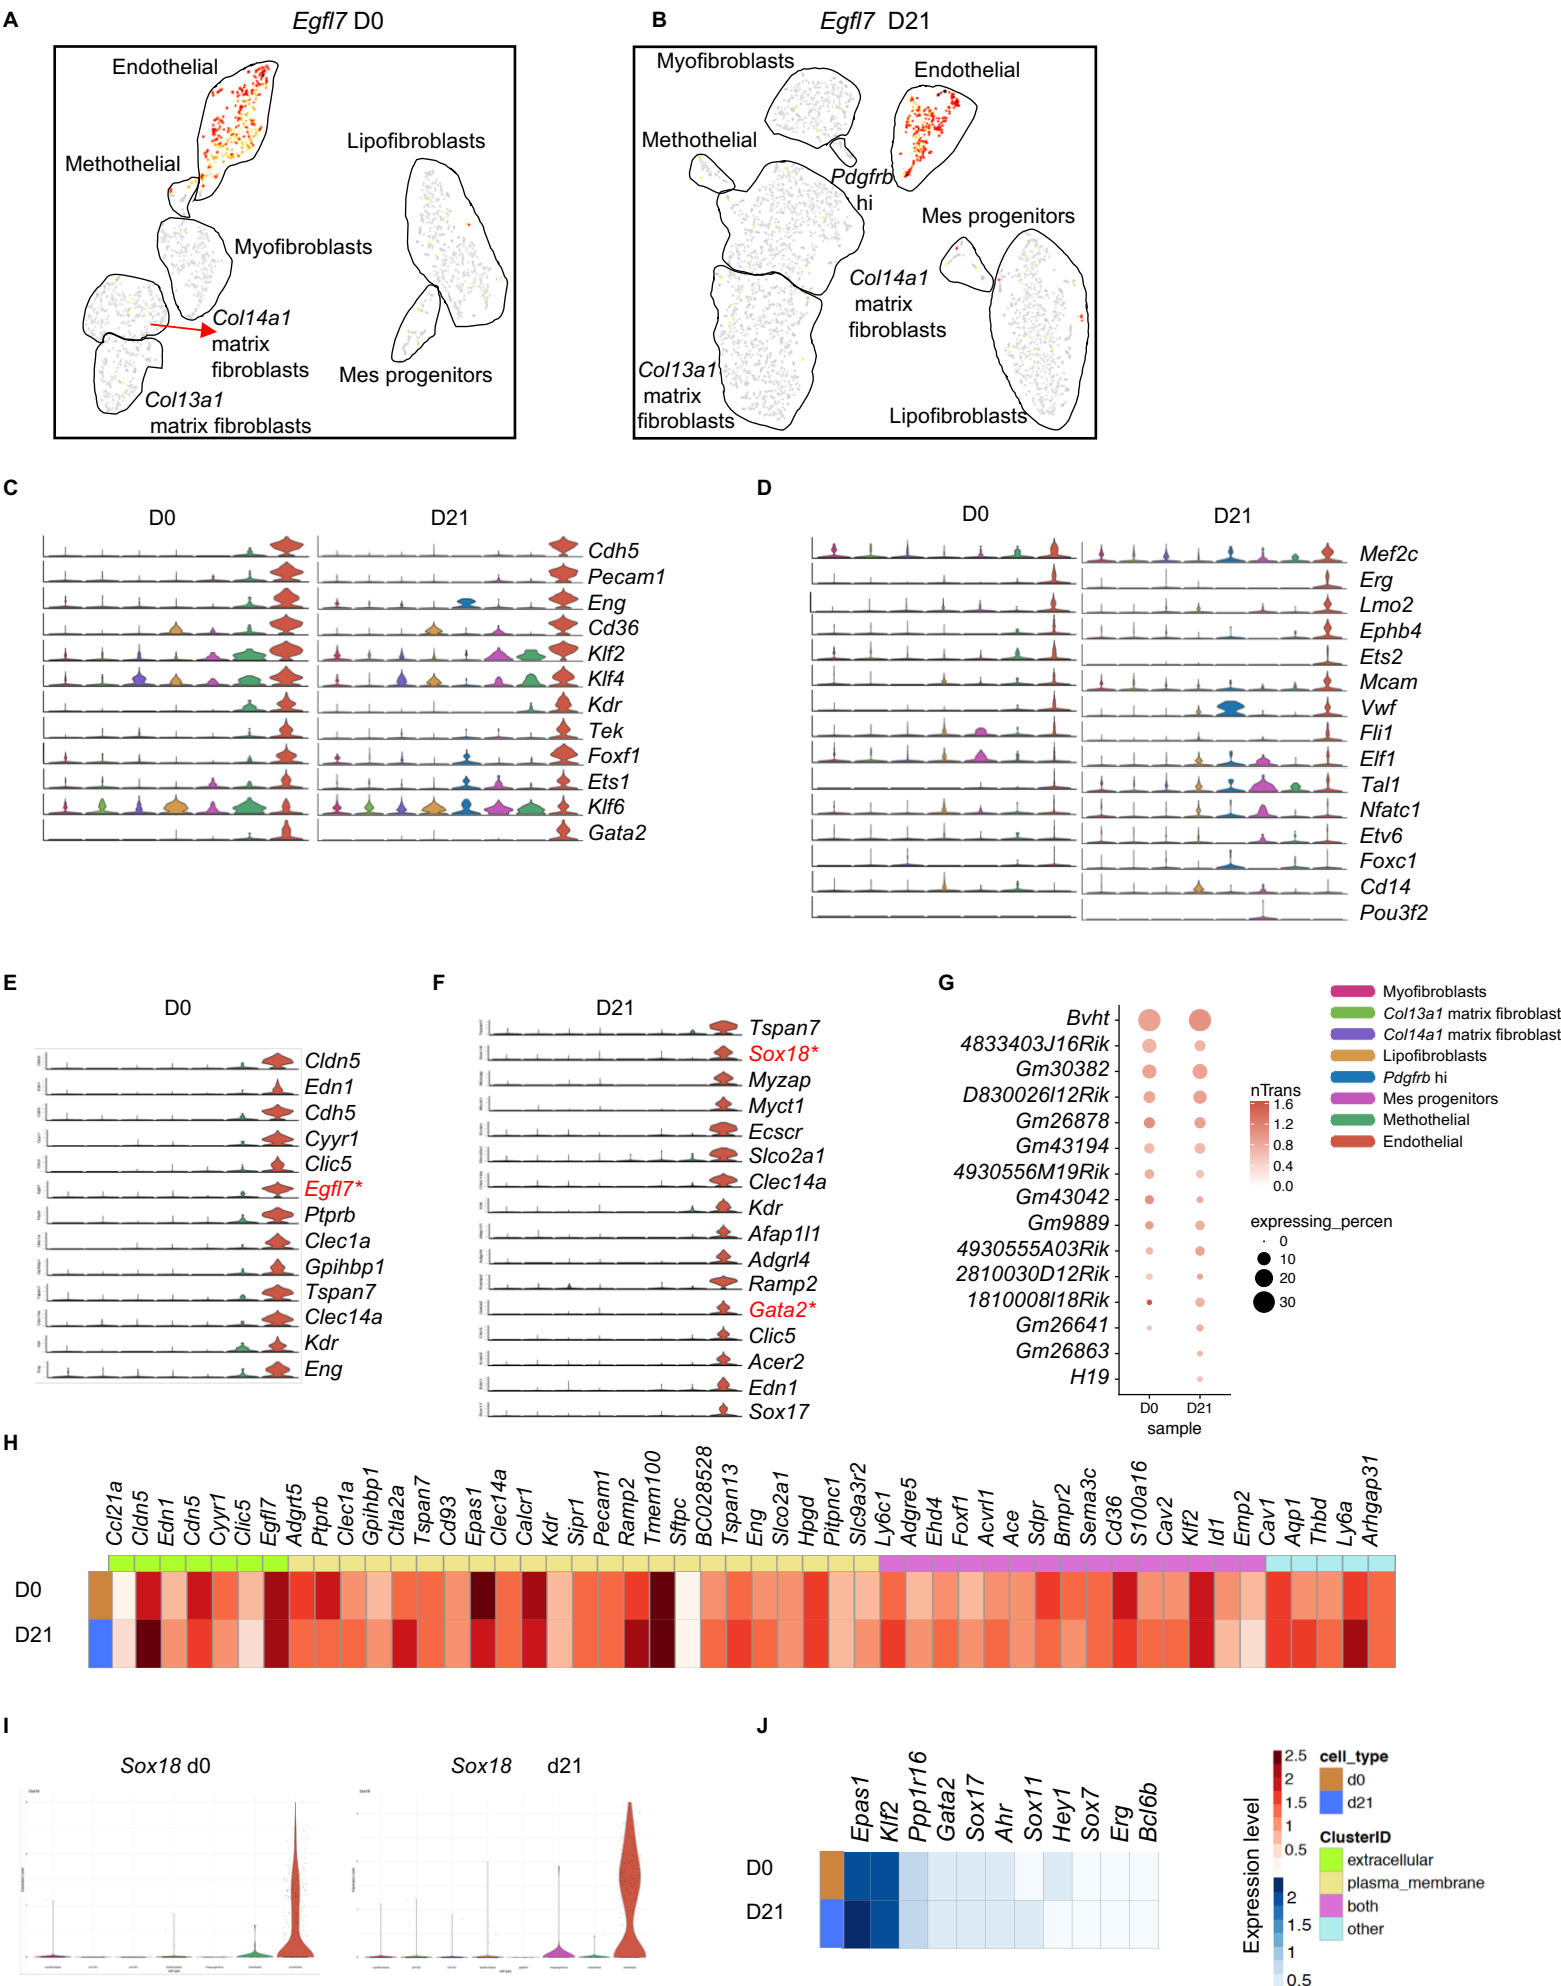 A
Egfl7 D0
Endothelial
Methothelial
Lipofibroblasts
Myofibroblasts
Col14a1
matrix
fibroblasts
Mes progenitors
Col13a1
matrix fibroblasts
B
Egfl7 D21
Myofibroblasts
Endothelial
Methothelial
Pdgfrb
hi
Mes progenitors
Col14a1
matrix
fibroblasts
Col13a1
matrix
fibroblasts
Lipofibroblasts
C
D0
D21
Cdh5
Pecam1
Eng
Cd36
Klf2
Klf4
Kdr
Tek
Foxf1
Ets1
Klf6
Gata2
D
D0
D21
Mef2c
Erg
Lmo2
Ephb4
Ets2
Mcam
Vwf
Fli1
Elf1
Tal1
Nfatc1
Etv6
Foxc1
Cd14
Pou3f2
E
D0
Cldn5
Edn1
Cdh5
Cyyr1
Clic5
Egfl7*
Ptprb
Clec1a
Gpihbp1
Tspan7
Clec14a
Kdr
Eng
F
D21
Tspan7
Sox18*
Myzap
Myct1
Ecscr
Slco2a1
Clec14a
Kdr
Afap1l1
Adgrl4
Ramp2
Gata2*
Clic5
Acer2
Edn1
Sox17
G
Bvht
4833403J16Rik
Gm30382
D830026I12Rik
Gm26878
Gm43194
4930556M19Rik
Gm43042
Gm9889
4930555A03Rik
2810030D12Rik
1810008I18Rik
Gm26641
Gm26863
H19
D0 D21
sample
nTrans
1.6
1.2
0.8
0.4
0.0
expressing_percen
0
10
20
30
Myofibroblasts
Col13a1 matrix fibroblast
Col14a1 matrix fibroblast
Lipofibroblasts
Pdgfrb hi
Mes progenitors
Methothelial
Endothelial
H
Ccl21a
Cldn5
Edn1
Cdn5
Cyyr1
Clic5
Egfl7
Adgrt5
Ptprb
Clec1a
Gpihbp1
Ctla2a
Tspan7
Cd93
Epas1
Clec14a
Calcr1
Kdr
Sipr1
Pecam1
Ramp2
Tmem100
Sftpc
BC028528
Tspan13
Eng
Slco2a1
Hpgd
Pitpnc1
Slc9a3r2
Ly6c1
Adgre5
Ehd4
Foxf1
Acvrl1
Ace
Sdpr
Bmpr2
Sema3c
Cd36
S100a16
Cav2
Klf2
Id1
Emp2
Cav1
Aqp1
Thbd
Ly6a
Arhgap31
D0
D21
I
Sox18 d0
Sox18 d21
J
Epas1
Klf2
Ppp1r16
Gata2
Sox17
Ahr
Sox11
Hey1
Sox7
Erg
Bcl6b
D0
D21
Expression level
2.5
2
1.5
1
0.5
2
1.5
1
0.5
cell_type
d0
d21
ClusterID
extracellular
plasma_membrane
both
other